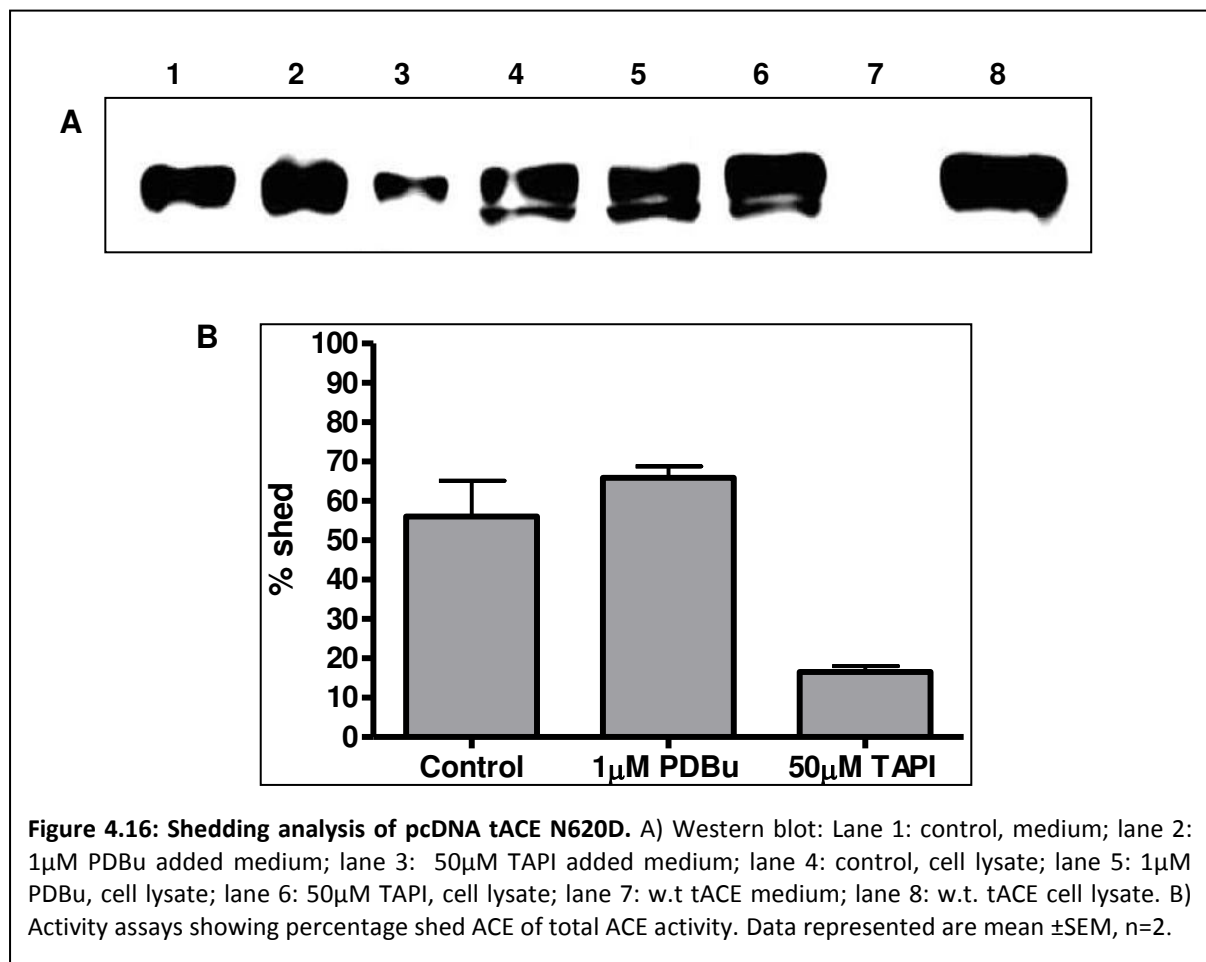 1 2 3 4 5 6 7 8
A
B
100
90
80
70
60
50
40
30
20
10
0
% shed
Control 1μM PDBu 50μM TAPI
Figure 4.16: Shedding analysis of pcDNA tACE N620D. A) Western blot: Lane 1: control, medium; lane 2:
1μM PDBu added medium; lane 3: 50μM TAPI added medium; lane 4: control, cell lysate; lane 5: 1μM
PDBu, cell lysate; lane 6: 50μM TAPI, cell lysate; lane 7: w.t tACE medium; lane 8: w.t. tACE cell lysate. B)
Activity assays showing percentage shed ACE of total ACE activity. Data represented are mean ±SEM, n=2.